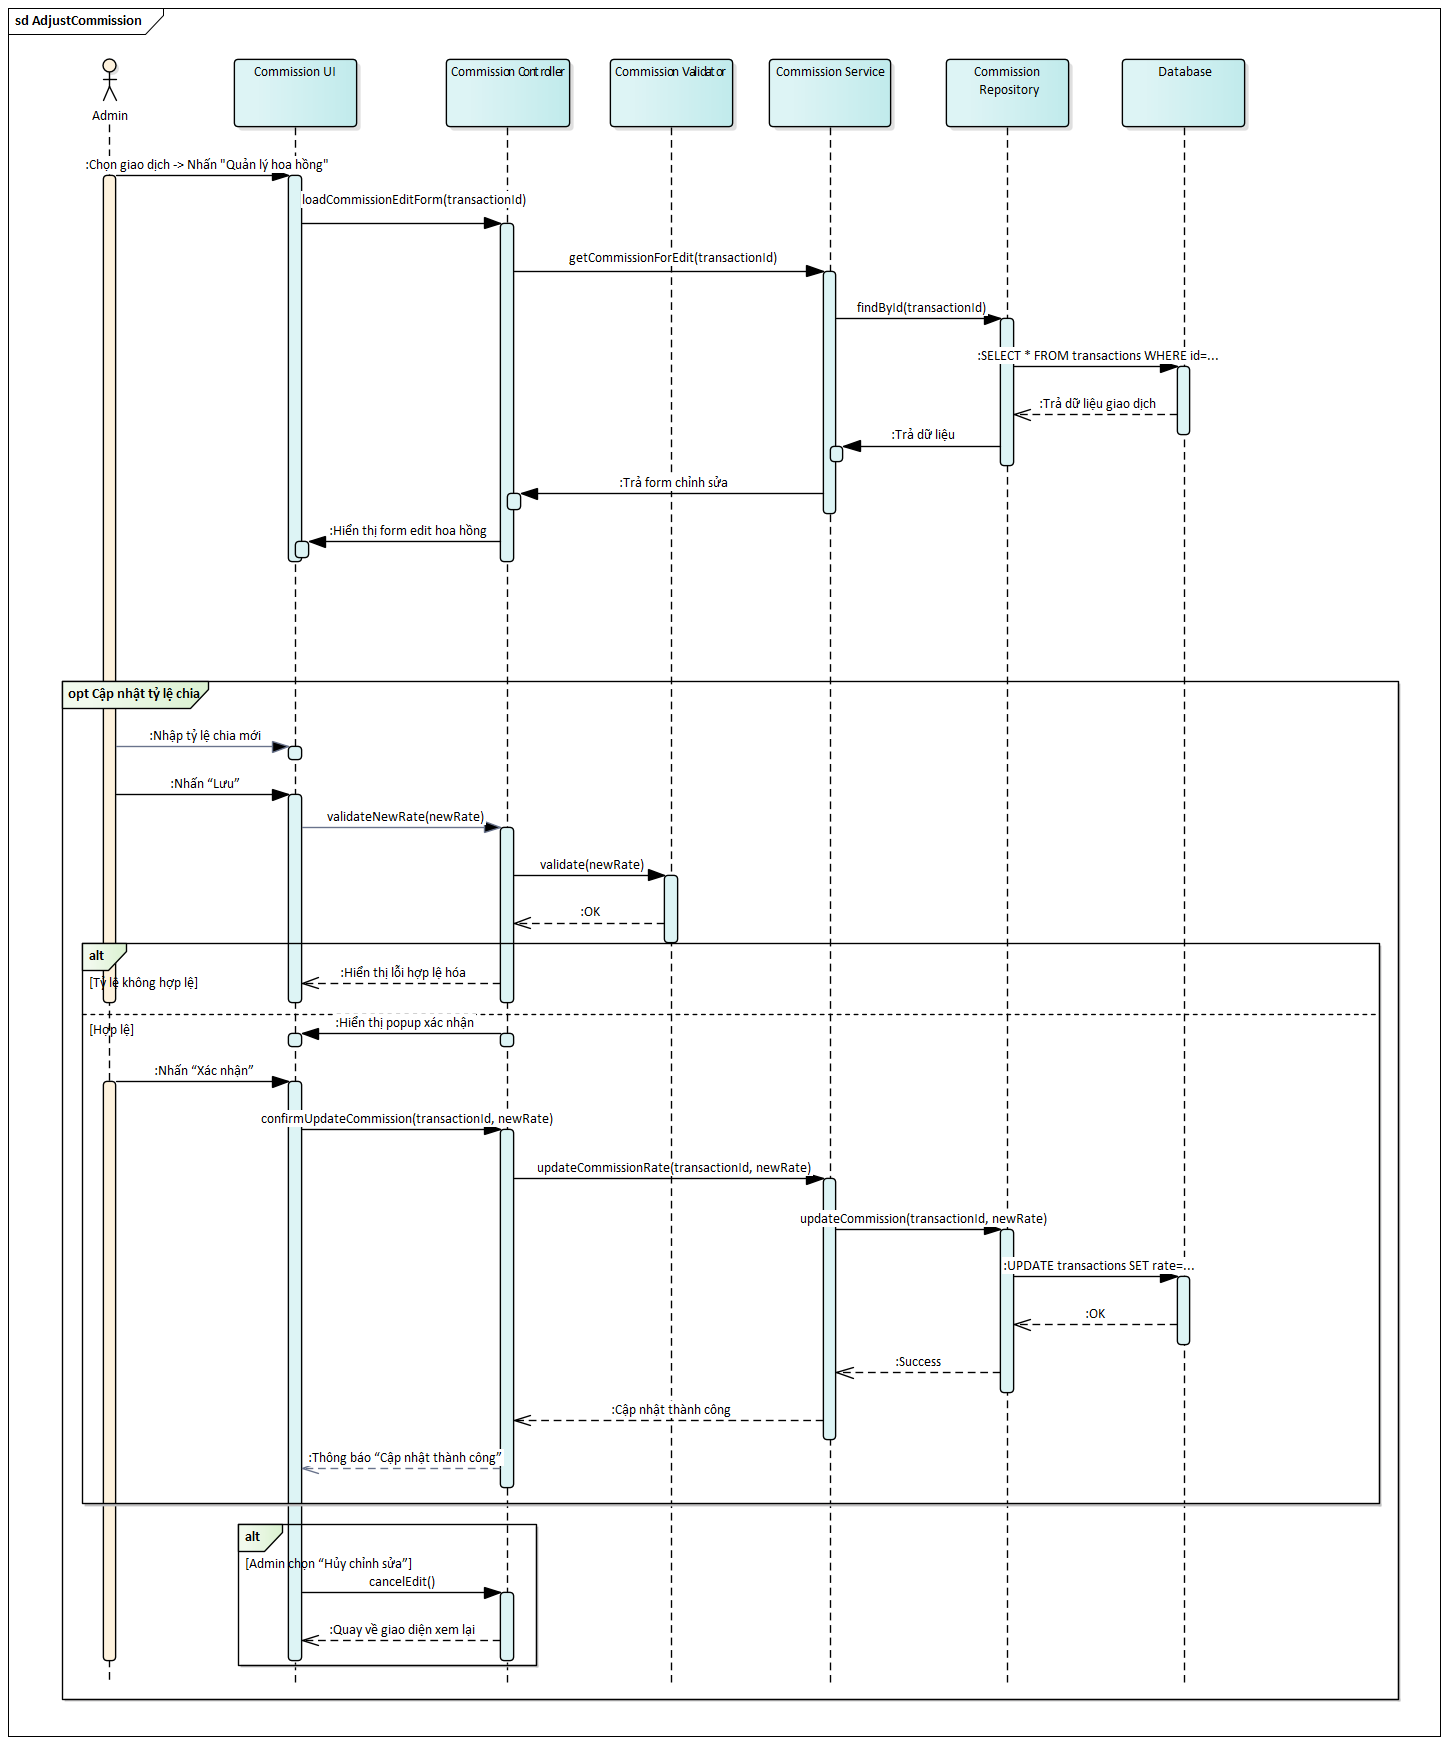 sd AdjustCommission
Admin
Commission UI
Commission Controller
Commission Validator
Commission Service
Commission
Repository
Database
:Chọn giao dịch -> Nhấn "Quản lý hoa hồng"
loadCommissionEditForm(transactionId)
getCommissionForEdit(transactionId)
findById(transactionId)
:SELECT * FROM transactions WHERE id=...
:Trả dữ liệu giao dịch
:Trả dữ liệu
:Trả form chỉnh sửa
:Hiển thị form edit hoa hồng
opt Cập nhật tỷ lệ chia
:Nhập tỷ lệ chia mới
:Nhấn “Lưu”
validateNewRate(newRate)
validate(newRate)
:OK
alt
:Hiển thị lỗi hợp lệ hóa
[Tỷ lệ không hợp lệ]
:Hiển thị popup xác nhận
[Hợp lệ]
:Nhấn “Xác nhận”
confirmUpdateCommission(transactionId, newRate)
updateCommissionRate(transactionId, newRate)
updateCommission(transactionId, newRate)
:UPDATE transactions SET rate=...
:OK
:Success
:Cập nhật thành công
:Thông báo “Cập nhật thành công”
alt
[Admin chọn “Hủy chỉnh sửa”]
cancelEdit()
:Quay về giao diện xem lại